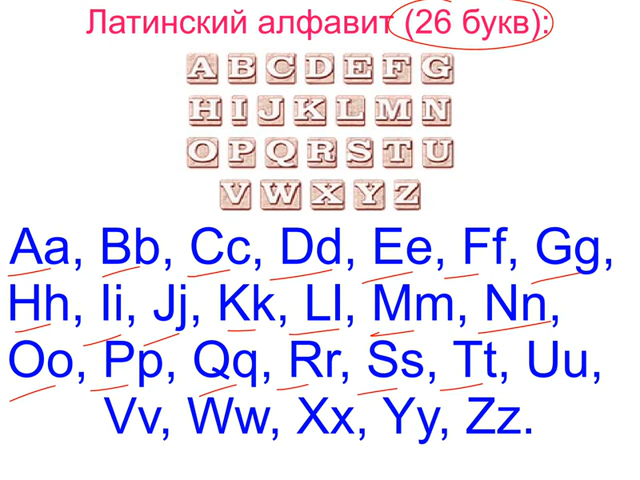 Латинский алфавит (26 букв):
A B C D E F G
H I J K L M N
O P Q R S T U
V W X Y Z
Aa, Bb, Cc, Dd, Ee, Ff, Gg,
Hh, Ii, Jj, Kk, Ll, Mm, Nn,
Oo, Pp, Qq, Rr, Ss, Tt, Uu,
Vv, Ww, Xx, Yy, Zz.